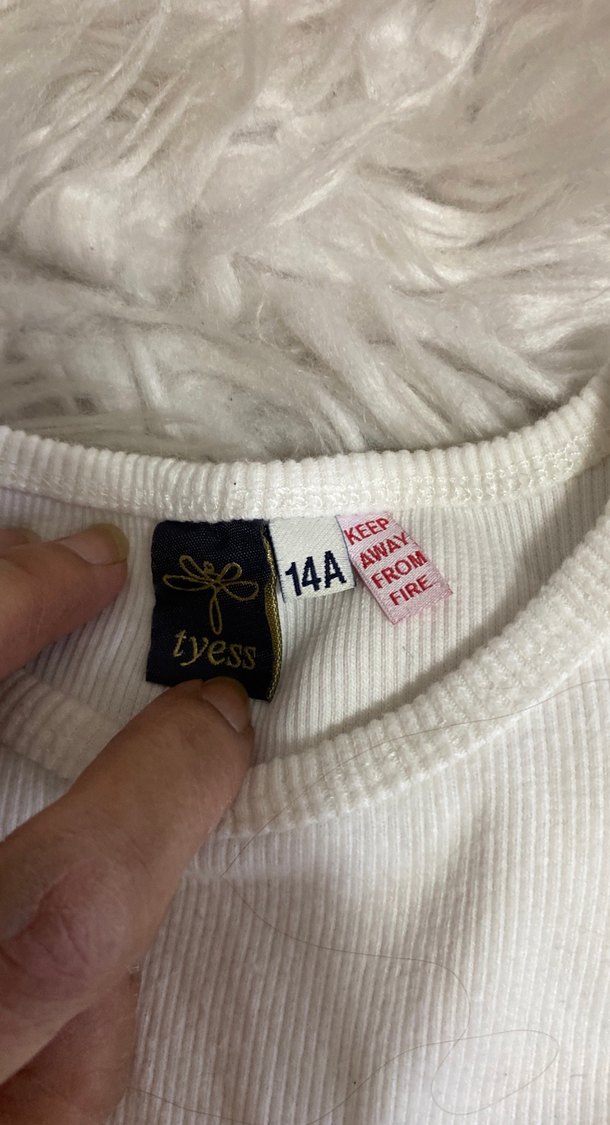 tyess
14A
KEEP
AWAY
FROM
FIRE